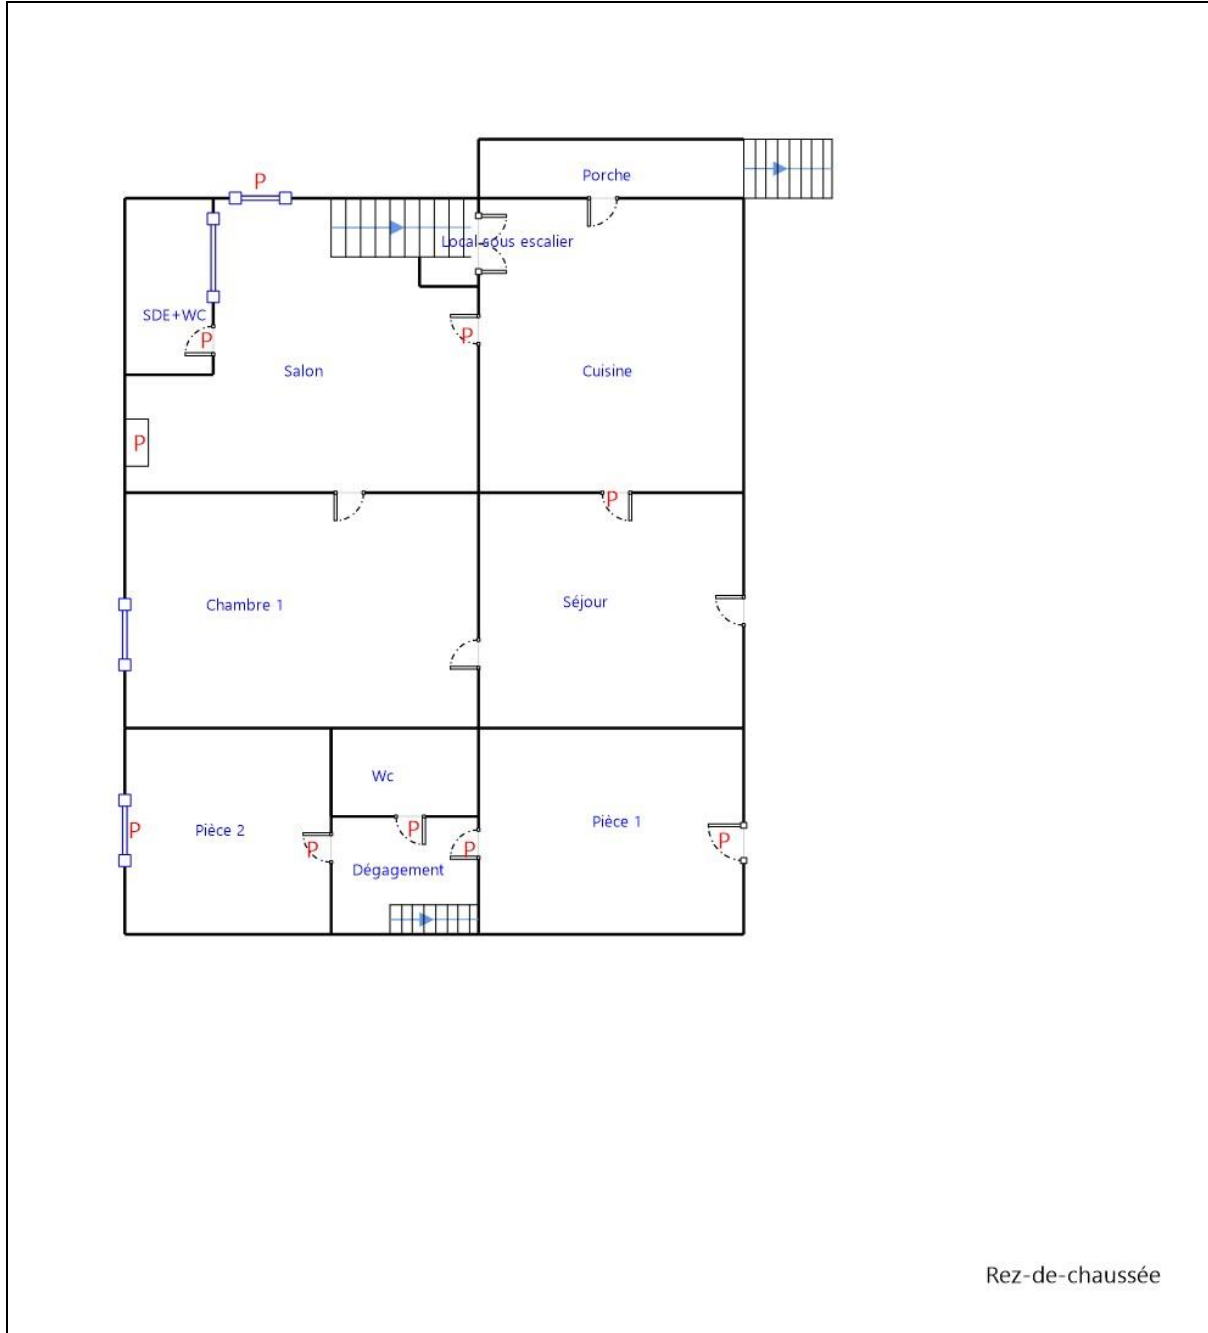 Porche
P
Local sous escalier
SDE+WC
P
P
Salon
Cuisine
P
P
Chambre 1
Séjour
Wc
Pièce 1
P
Pièce 2
P
P
P
P
Dégagement
Rez-de-chaussée